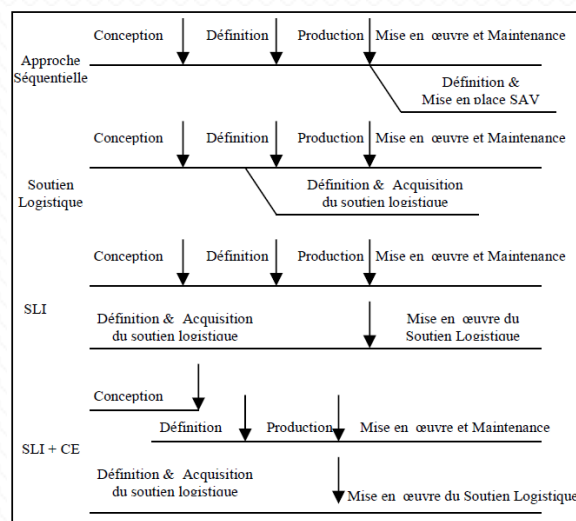 Conception Définition Production Mise en œuvre et Maintenance
Approche
Séquentielle
Définition &
Mise en place SAV
Conception Définition Production Mise en œuvre et Maintenance
Soutien
Logistique
Définition & Acquisition
du soutien logistique
Conception Définition Production Mise en œuvre et Maintenance
SLI
Définition & Acquisition
du soutien logistique
Mise en œuvre du
Soutien Logistique
Conception
Définition Production Mise en œuvre et Maintenance
SLI + CE
Définition & Acquisition
du soutien logistique
Mise en œuvre du Soutien Logistique